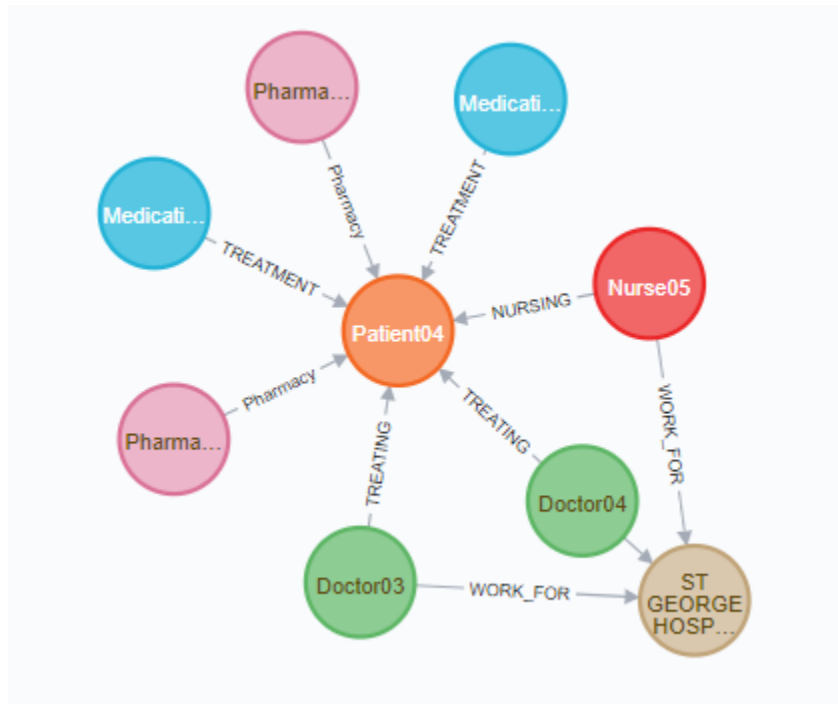 Pharma...
Medicati...
Pharmacy
TREATMENT
Medicati...
TREATMENT
Nurse05
NURSING
Patient04
Pharmacy
Pharma...
TREATING
TREATING
WORK_FOR
Doctor04
Doctor03
WORK_FOR
ST
GEORGE
HOSP...